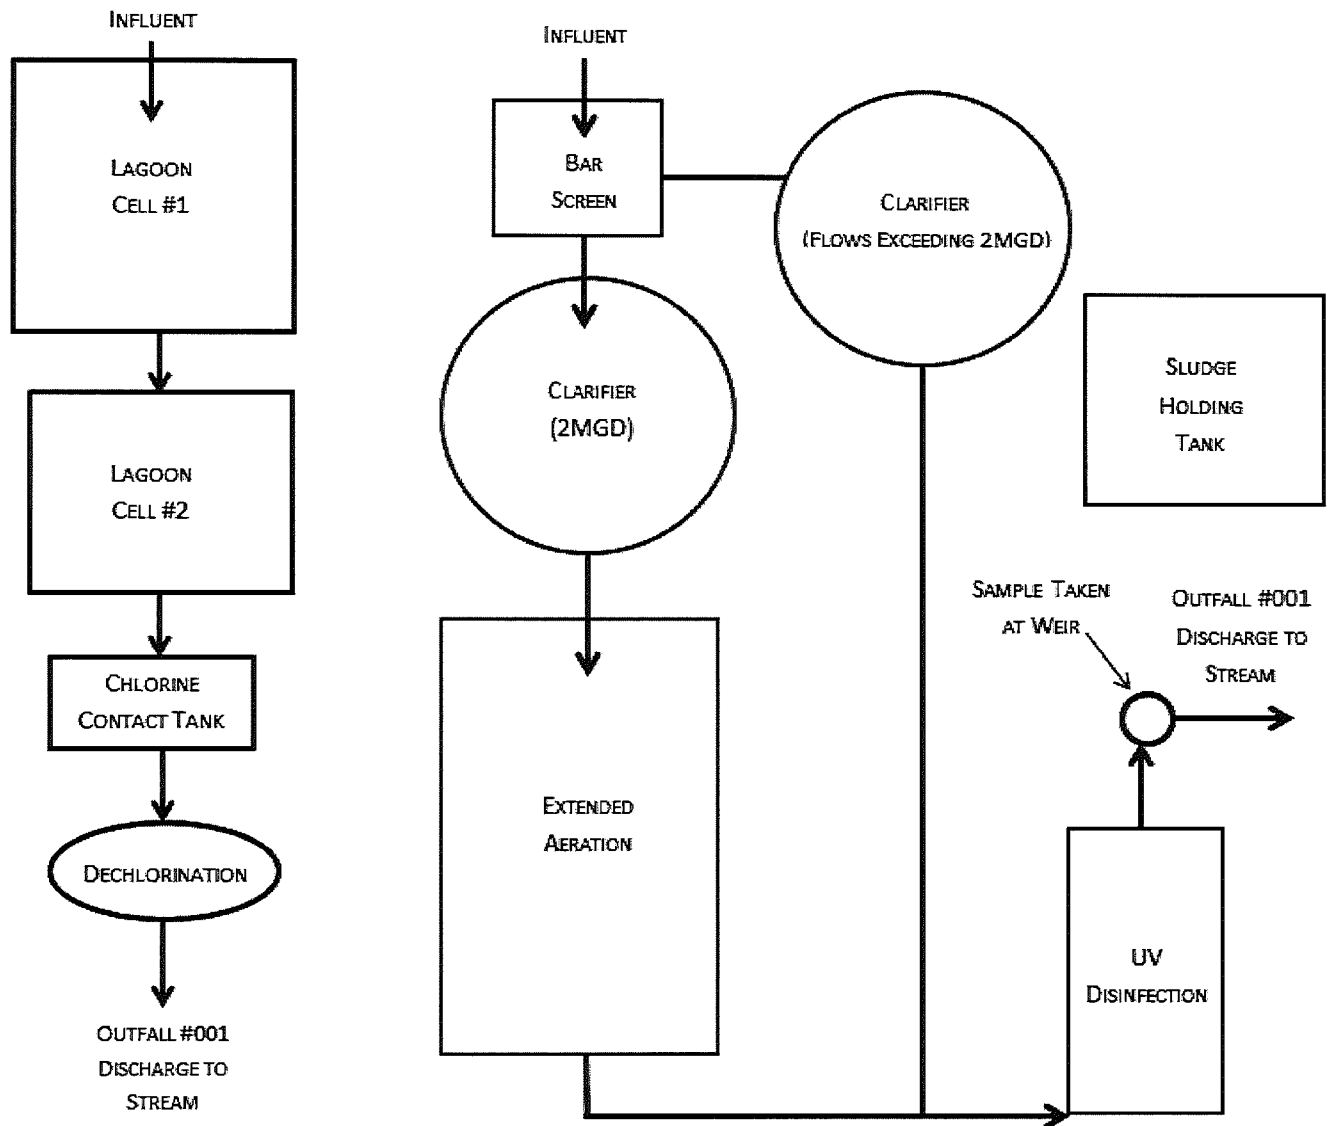 INFLUENT
LAGOON
CELL #1
LAGOON
CELL #2
CHLORINE
CONTACT TANK
DECHLORINATION
OUTFALL #001
DISCHARGE TO
STREAM
INFLUENT
BAR
SCREEN
CLARIFIER
(FLOWS EXCEEDING 2MGD)
CLARIFIER
(2MGD)
EXTENDED
AERATION
SLUDGE
HOLDING
TANK
SAMPLE TAKEN
AT WEIR
OUTFALL #001
DISCHARGE TO
STREAM
UV
DISINFECTION